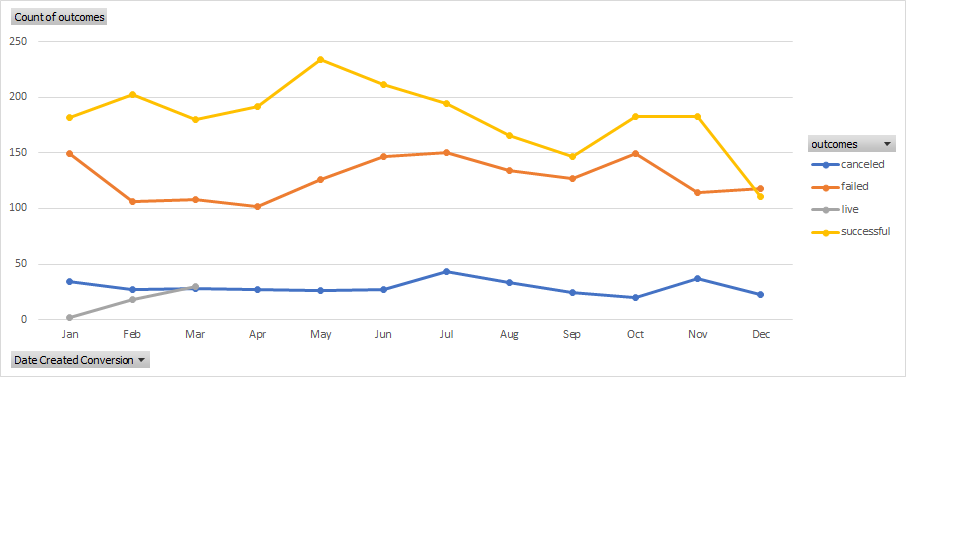 Count of outcomes
250
200
150
100
50
0
Jan Feb Mar Apr May Jun Jul Aug Sep Oct Nov Dec
Date Created Conversion
outcomes
canceled
failed
live
successful